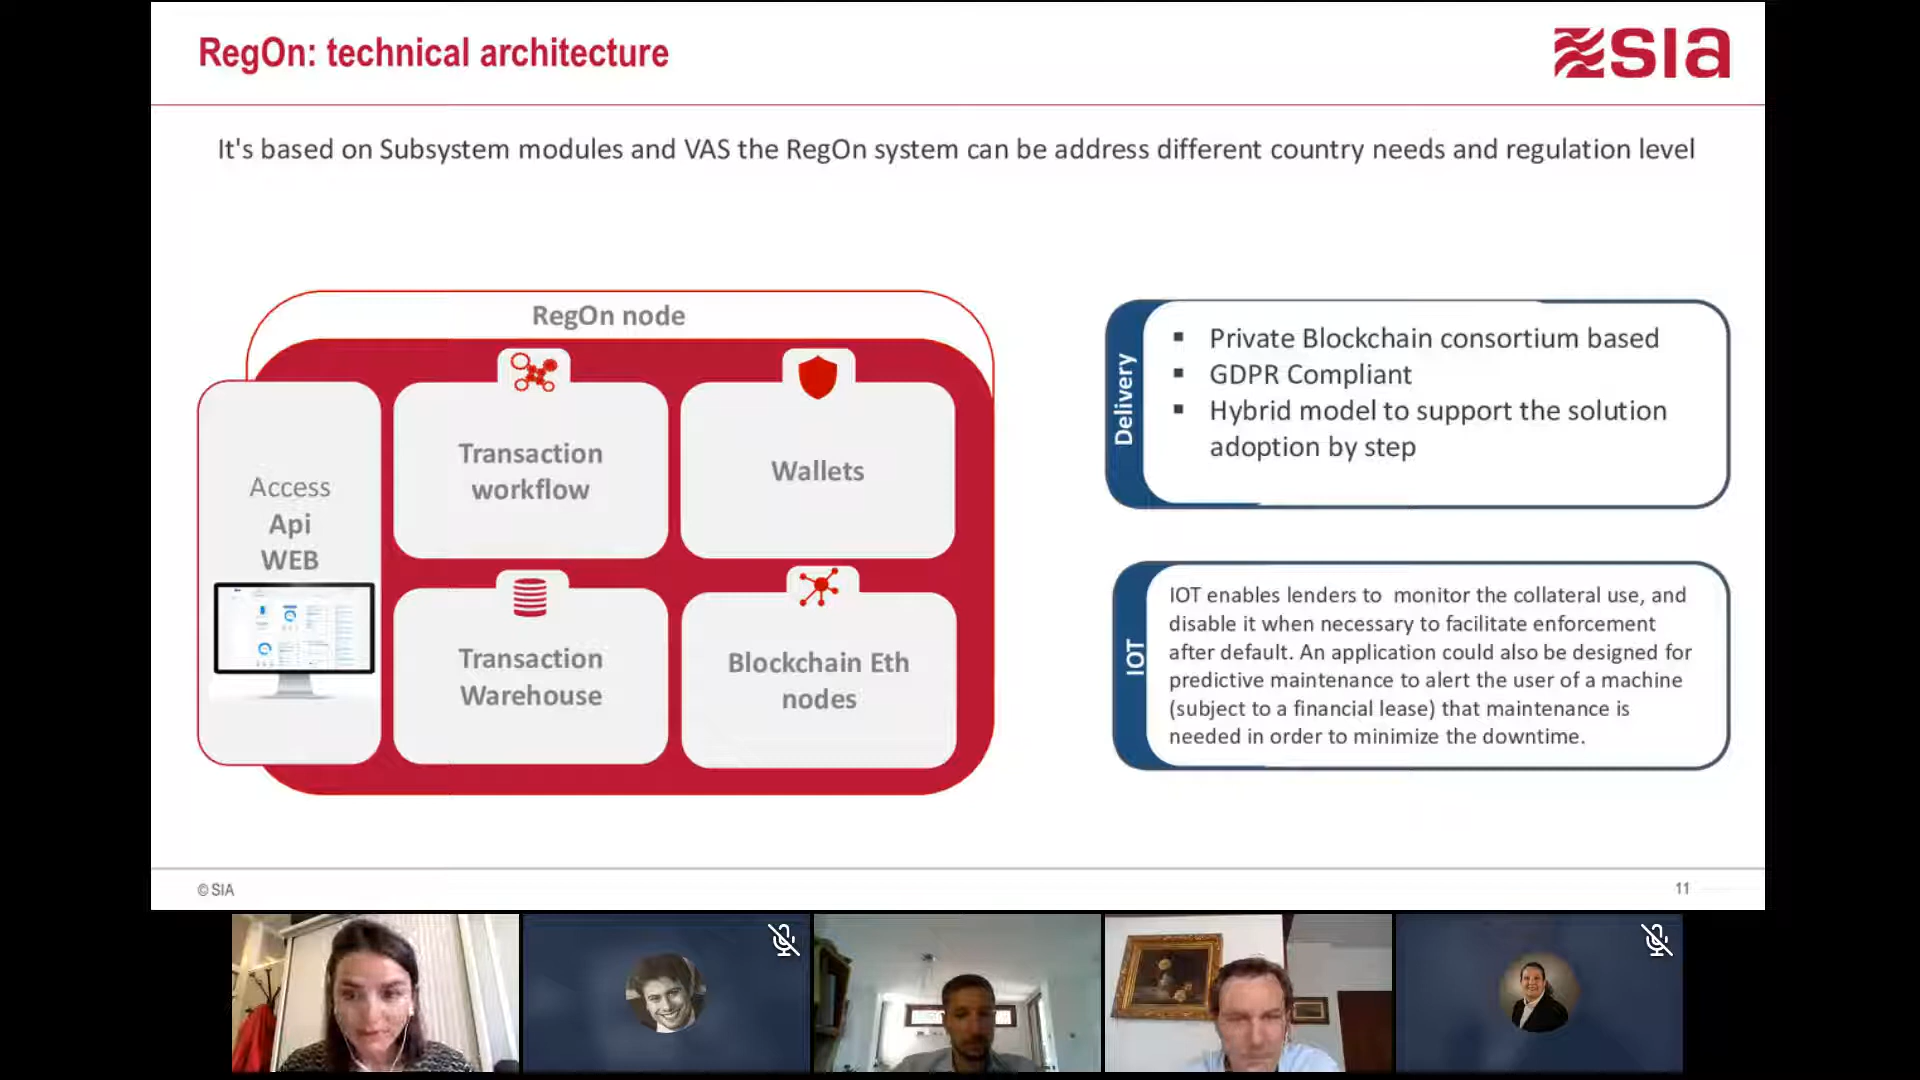 RegOn: technical architecture
SIA
It's based on Subsystem modules and VAS the RegOn system can be address different country needs and regulation level
RegOn node
Access
Api
WEB
Transaction
workflow
Wallets
Transaction
Warehouse
Blockchain Eth
nodes
Delivery
▪ Private Blockchain consortium based
▪ GDPR Compliant
▪ Hybrid model to support the solution
adoption by step
IOT
IOT enables lenders to monitor the collateral use, and
disable it when necessary to facilitate enforcement
after default. An application could also be designed for
predictive maintenance to alert the user of a machine
(subject to a financial lease) that maintenance is
needed in order to minimize the downtime.
© SIA
11